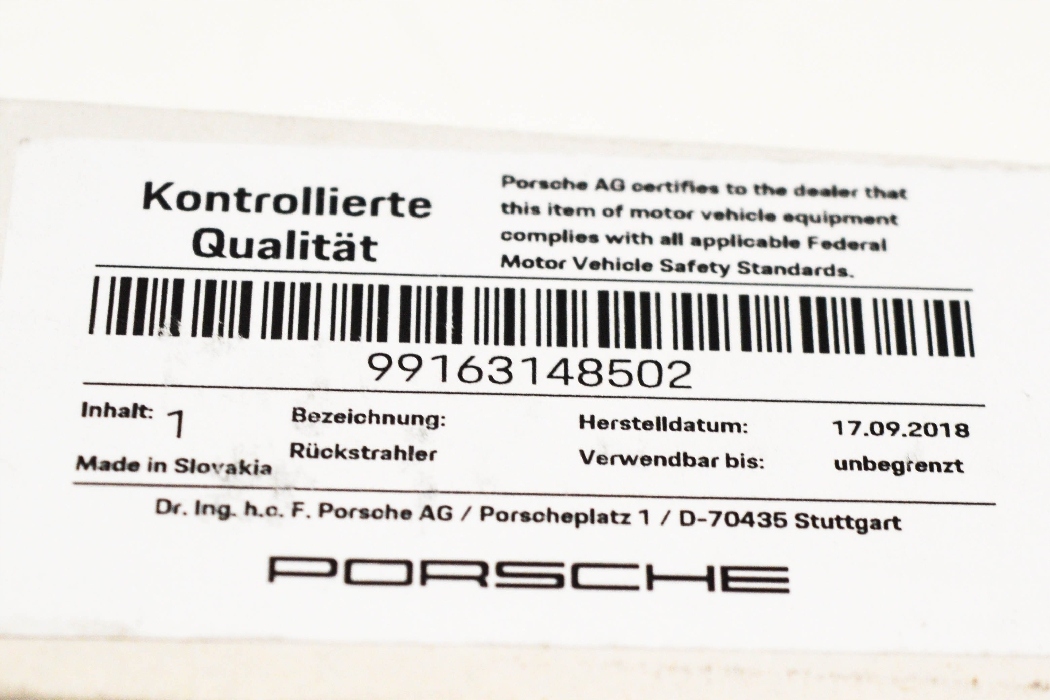 Kontrollierte
Qualität
Porsche AG certifies to the dealer that
this item of motor vehicle equipment
complies with all applicable Federal
Motor Vehicle Safety Standards.
99163148502
Inhalt: 1
Made in Slovakia
Bezeichnung:
Rückstrahler
Herstelldatum: 17.09.2018
Verwendbar bis: unbegrenzt
Dr. Ing. h.c. F. Porsche AG / Porscheplatz 1 / D-70435 Stuttgart
PORSCHE